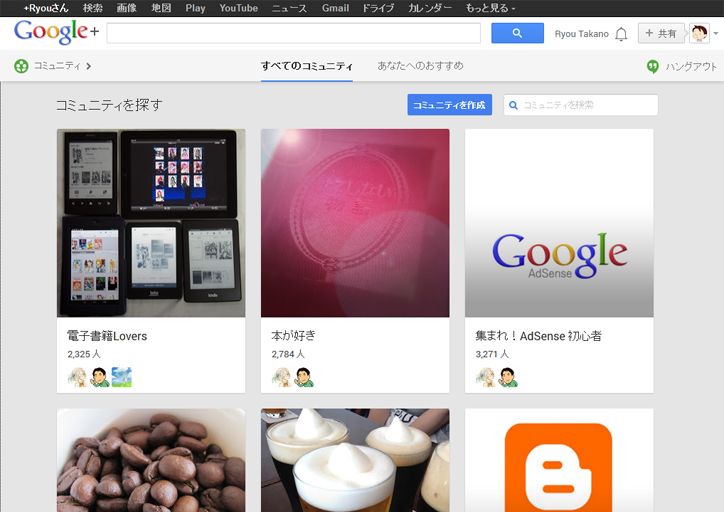 +Ryouさん 検索 画像 地図 Play YouTube ニュース Gmail ドライブ カレンダー もっと見る
Google+ Ryou Takano + 共有
コミュニティ すべてのコミュニティ あなたへのおすすめ ハングアウト
コミュニティを探す コミュニティを作成 コミュニティを検索
Google
AdSense
電子書籍Lovers 本が好き 集まれ！AdSense 初心者
2,325 人 2,784 人 3,271 人